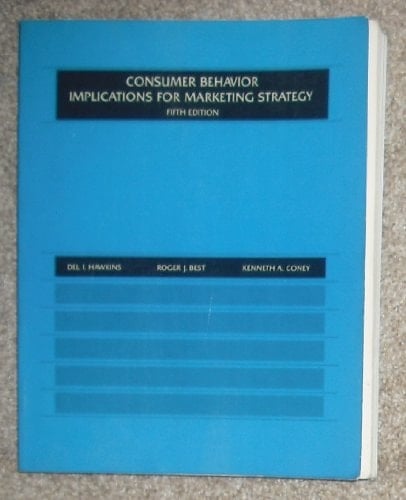 CONSUMER BEHAVIOR
IMPLICATIONS FOR MARKETING STRATEGY
FIFTH EDITION
DEL I. HAWKINS ROGER J. BEST KENNETH A. CONEY